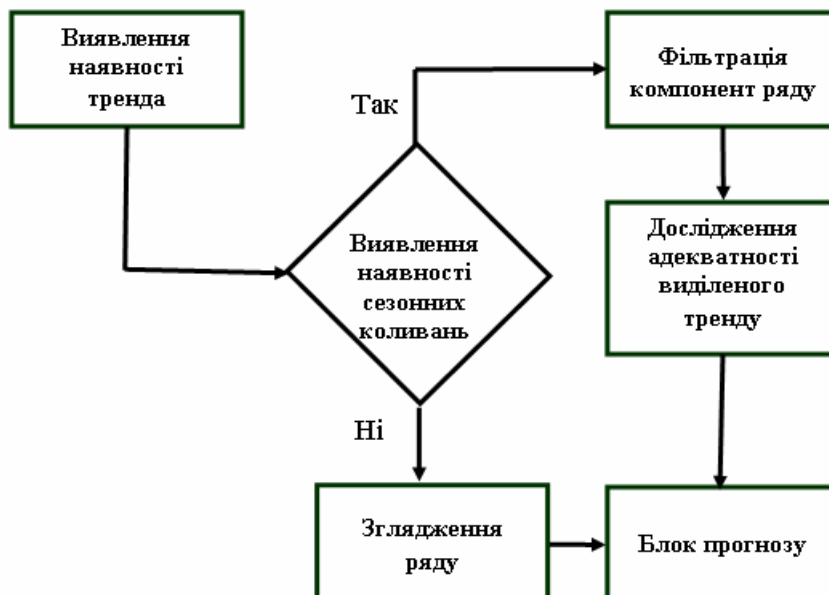 Виявлення
наявності
тренда
Так
Фільтрація
компонент ряду
Виявлення
наявності
сезонних
коливань
Дослідження
адекватності
виділеного
тренду
Ні
Зглядження
ряду
Блок прогнозу